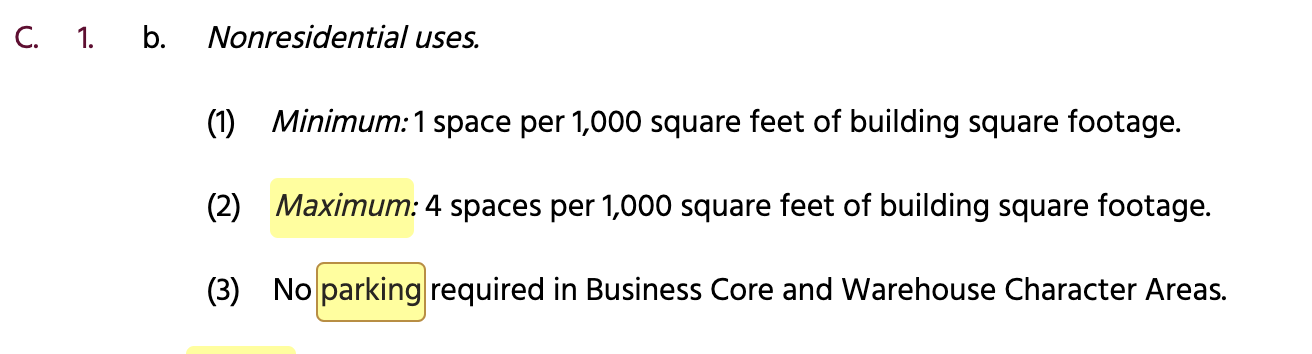 C. 1. b. Nonresidential uses.
(1) Minimum: 1 space per 1,000 square feet of building square footage.
(2) Maximum: 4 spaces per 1,000 square feet of building square footage.
(3) No parking required in Business Core and Warehouse Character Areas.